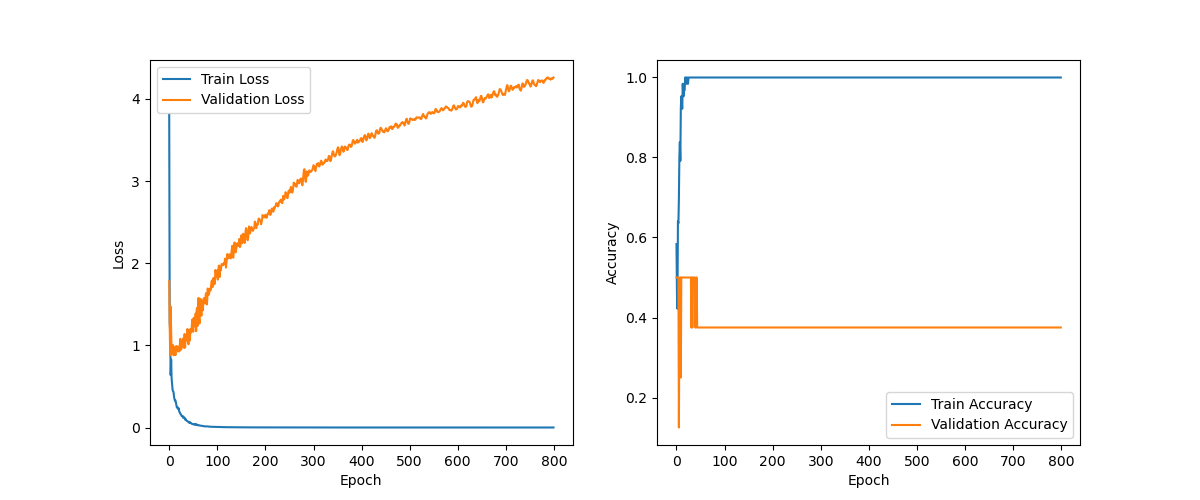 Train Loss
Validation Loss
4
3
2
1
0
Loss
0 100 200 300 400 500 600 700 800
Epoch
1.0
0.8
0.6
0.4
0.2
Accuracy
Train Accuracy
Validation Accuracy
0 100 200 300 400 500 600 700 800
Epoch